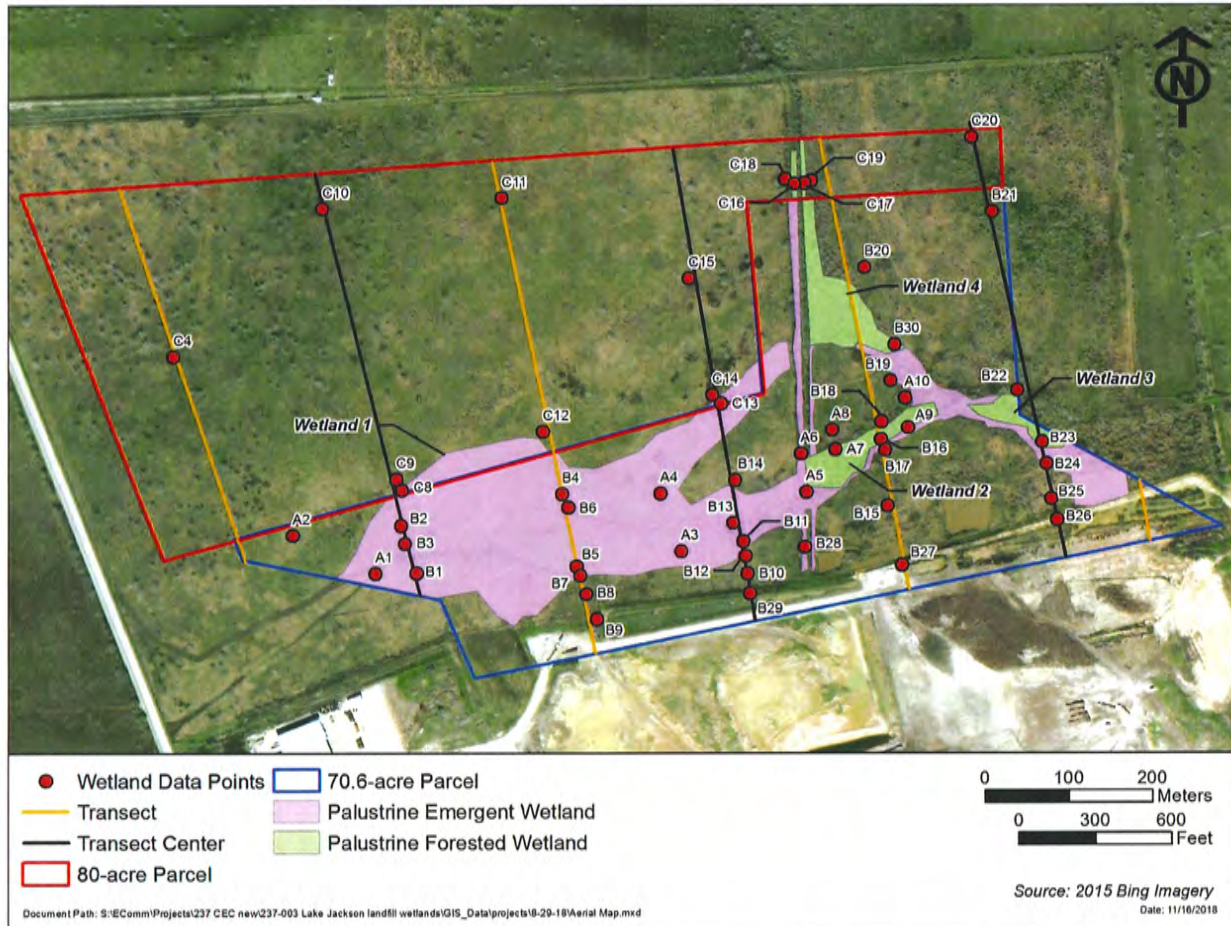 N
C20
C18
C19
C16
C17
C10
C11
B21
B20
C15
Wetland 4
B30
C4
B19
B22
Wetland 3
C14
A10
C13
B18
C12
Wetland 1
A8
A9
B23
A6
A7
B16
C9
B14
B17
B24
C8
B4
A4
A5
Wetland 2
B25
B2
B6
B13
B15
B26
A2
B3
B11
A3
B28
B5
B12
A1
B1
B7
B10
B27
B8
B29
B9
Wetland Data Points
70.6-acre Parcel
Transect
Palustrine Emergent Wetland
Transect Center
Palustrine Forested Wetland
80-acre Parcel
0 100 200
Meters
0 300 600
Feet
Source: 2015 Bing Imagery
Document Path: S:\EComm\Projects\237 CEC new\237-003 Lake Jackson landfill wetlands\GIS_Data\projects\8-29-18\Aerial Map.mxd
Date: 11/16/2018